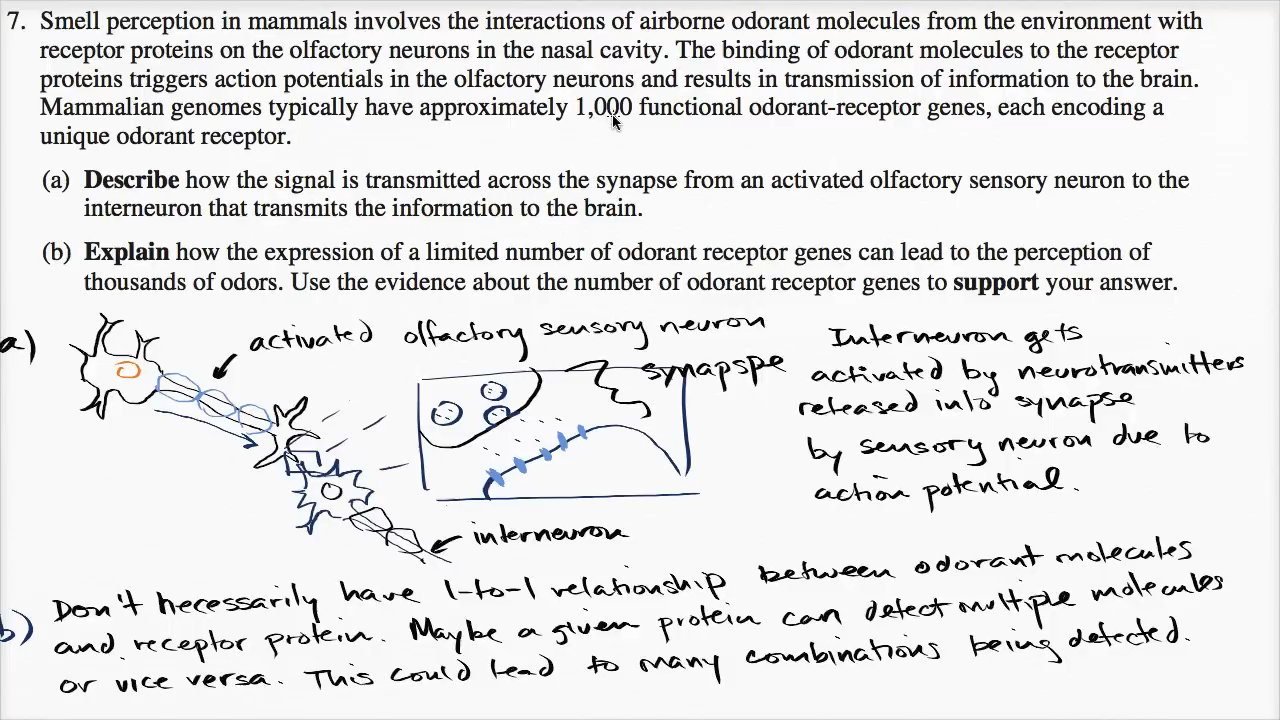 7. Smell perception in mammals involves the interactions of airborne odorant molecules from the environment with
receptor proteins on the olfactory neurons in the nasal cavity. The binding of odorant molecules to the receptor
proteins triggers action potentials in the olfactory neurons and results in transmission of information to the brain.
Mammalian genomes typically have approximately 1,000 functional odorant-receptor genes, each encoding a
unique odorant receptor.
(a) Describe how the signal is transmitted across the synapse from an activated olfactory sensory neuron to the
interneuron that transmits the information to the brain.
(b) Explain how the expression of a limited number of odorant receptor genes can lead to the perception of
thousands of odors. Use the evidence about the number of odorant receptor genes to support your answer.
a)
activated olfactory sensory neuron
synapspe
interneuron
Interneuron gets
activated by neurotransmitters
released into synapse
by sensory neuron due to
action potential.
b) Don't necessarily have 1-to-1 relationship between odorant molecules
and receptor protein. Maybe a given protein can detect multiple molecules
or vice versa. This could lead to many combinations being detected.